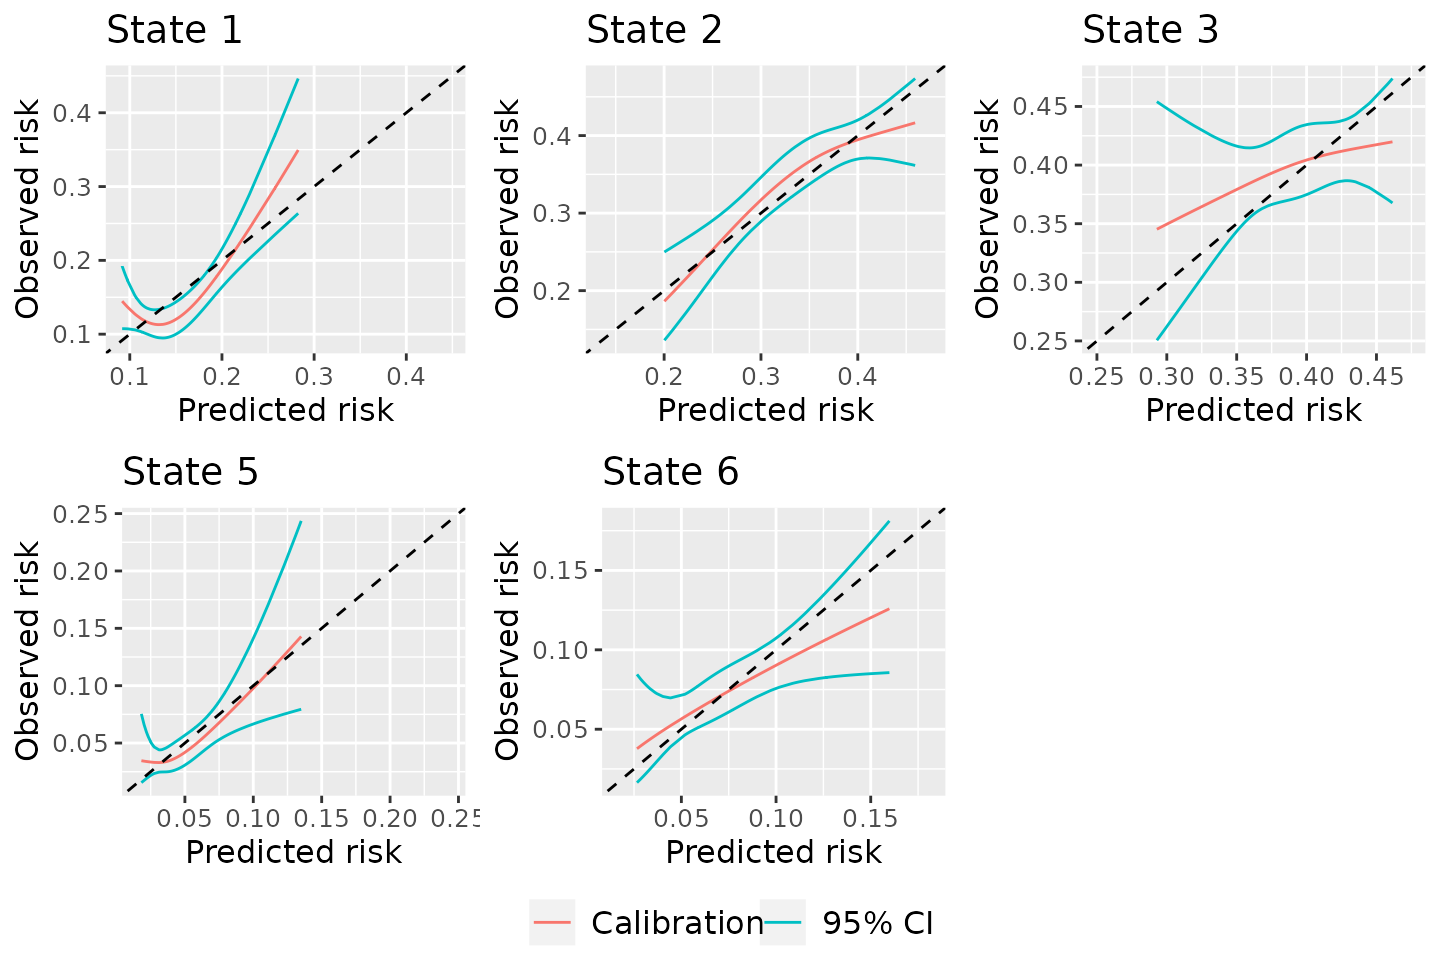 State 1
State 2
State 3
Observed risk
0.4
0.3
0.2
0.1
0.1 0.2 0.3 0.4
Predicted risk
Observed risk
0.4
0.3
0.2
0.2 0.3 0.4
Predicted risk
Observed risk
0.45
0.40
0.35
0.30
0.25
0.25 0.30 0.35 0.40 0.45
Predicted risk
State 5
State 6
Observed risk
0.25
0.20
0.15
0.10
0.05
0.05 0.10 0.15 0.20 0.25
Predicted risk
Observed risk
0.15
0.10
0.05
0.05 0.10 0.15
Predicted risk
Calibration 95% CI